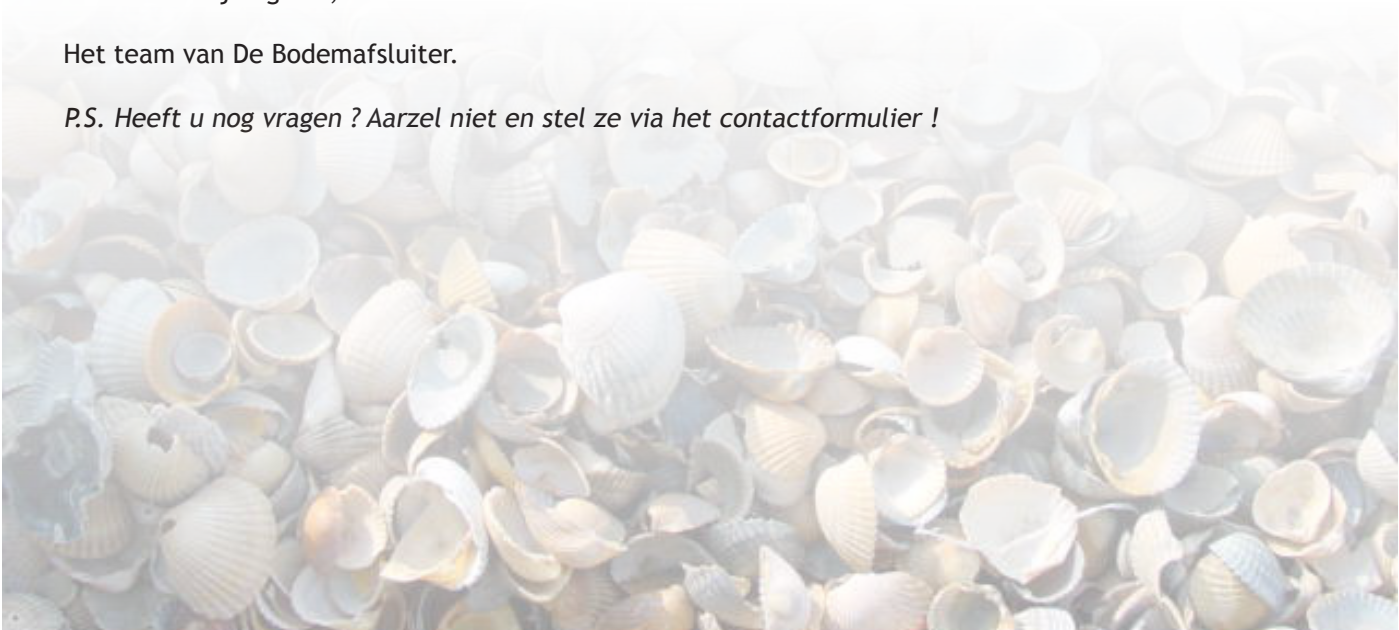 Het team van De Bodemafsluiter.
P.S. Heeft u nog vragen ? Aarzel niet en stel ze via het contactformulier !